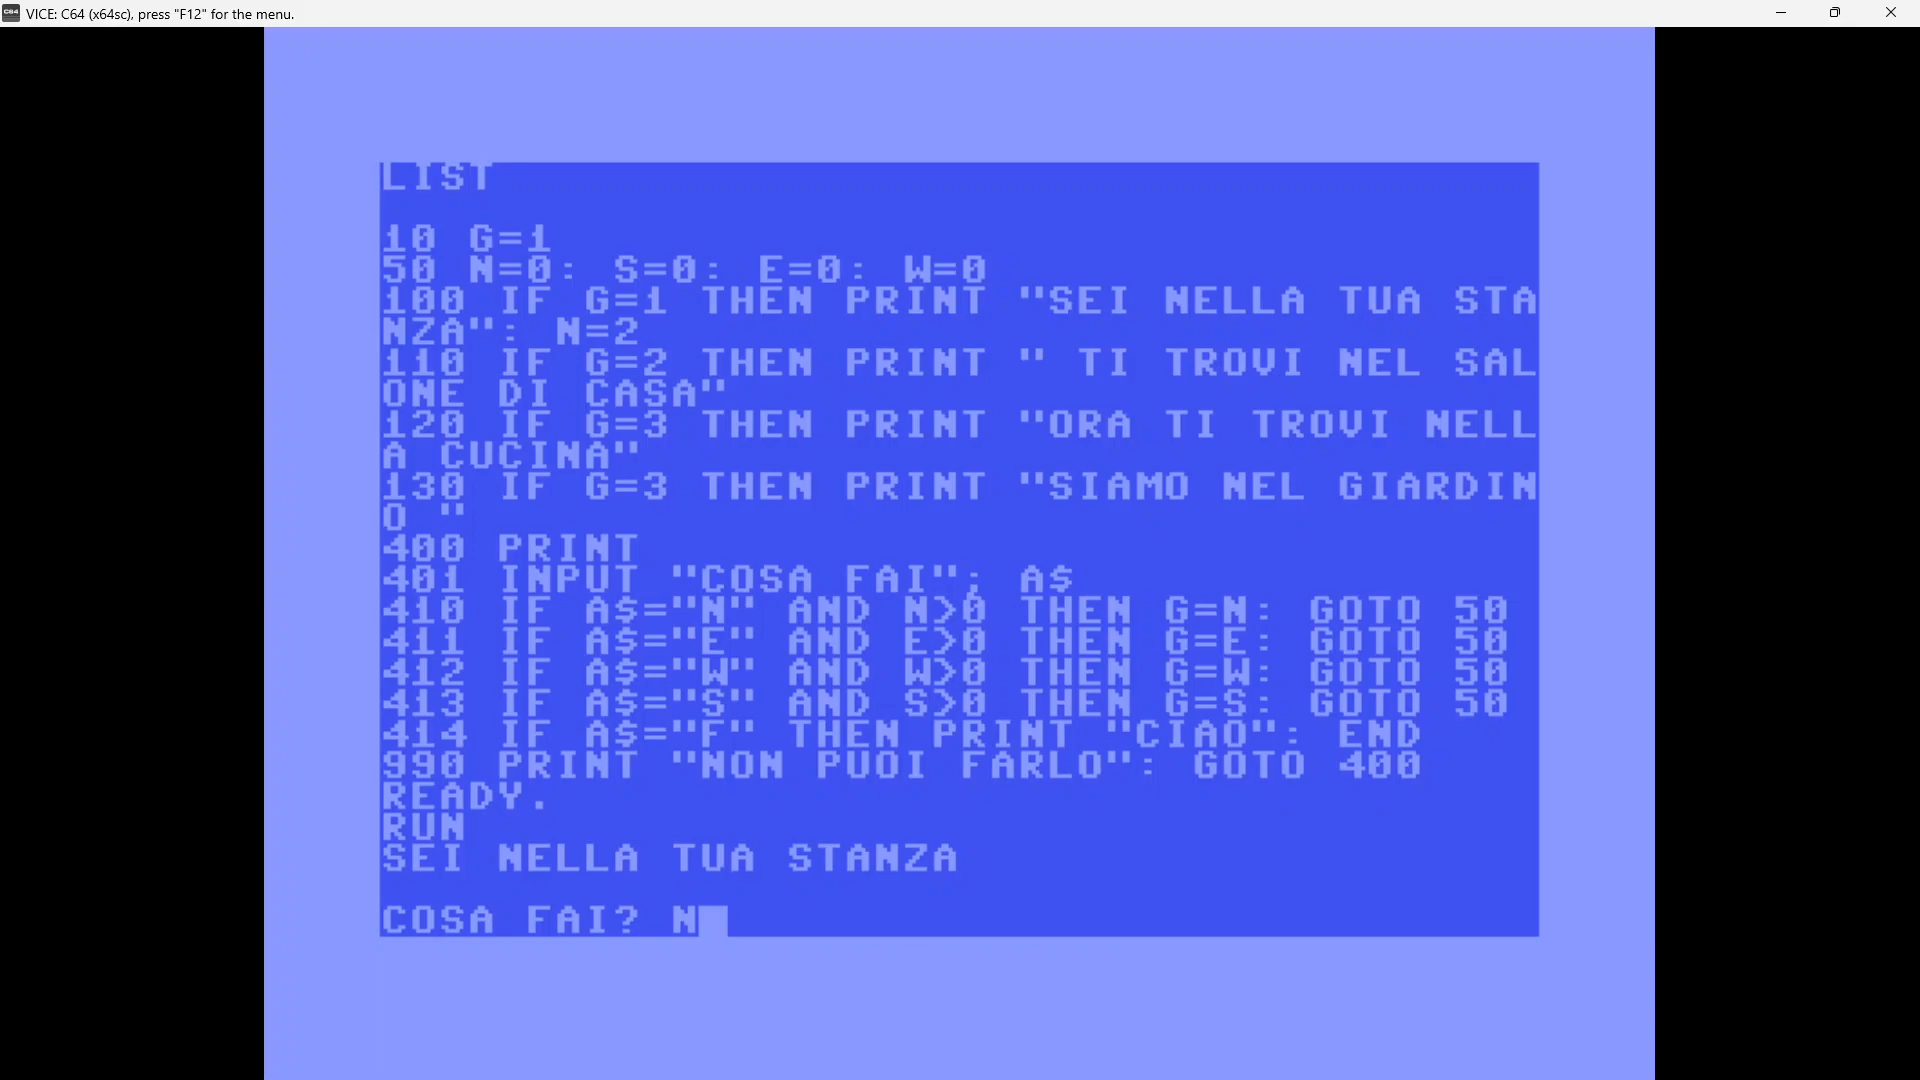 VICE: C64 (x64sc), press "F12" for the menu.
LIST
10 G=1
50 N=0: S=0: E=0: W=0
100 IF G=1 THEN PRINT "SEI NELLA TUA STA
NZA": N=2
110 IF G=2 THEN PRINT " TI TROVI NEL SAL
ONE DI CASA"
120 IF G=3 THEN PRINT "ORA TI TROVI NELL
A CUCINA"
130 IF G=3 THEN PRINT "SIAMO NEL GIARDIN
O "
400 PRINT
401 INPUT "COSA FAI"; A$
410 IF A$="N" AND N>0 THEN G=N: GOTO 50
411 IF A$="E" AND E>0 THEN G=E: GOTO 50
412 IF A$="W" AND W>0 THEN G=W: GOTO 50
413 IF A$="S" AND S>0 THEN G=S: GOTO 50
414 IF A$="F" THEN PRINT "CIAO": END
990 PRINT "NON PUOI FARLO": GOTO 400
READY.
RUN
SEI NELLA TUA STANZA
COSA FAI? N